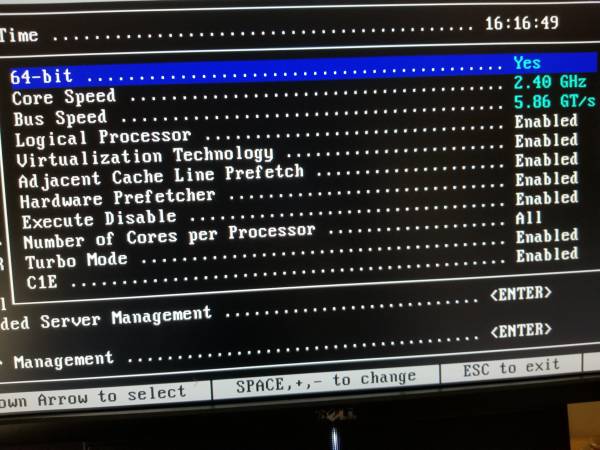 Time ........................................ 16:16:49
64-bit ........................................ Yes
Core Speed ........................................ 2.40 GHz
Bus Speed ........................................ 5.86 GT/s
Logical Processor ................................ Enabled
Virtualization Technology ........................ Enabled
Adjacent Cache Line Prefetch ..................... Enabled
Hardware Prefetcher .............................. Enabled
Execute Disable .................................. Enabled
Number of Cores per Processor .................... All
Turbo Mode ....................................... Enabled
C1E .............................................. Enabled
ded Server Management ............................ <ENTER>
Management ....................................... <ENTER>
own Arrow to select SPACE,+,- to change ESC to exit
DELL